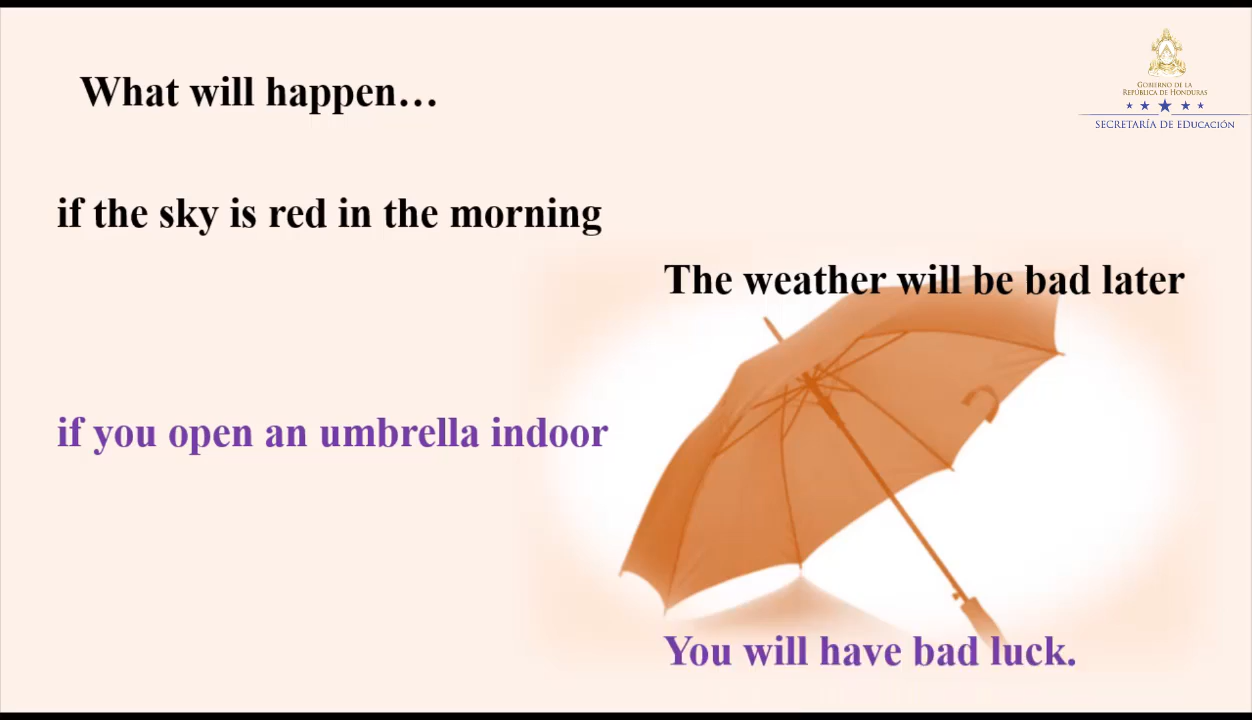 What will happen…
GOBIERNO DE LA
REPÚBLICA DE HONDURAS
SECRETARÍA DE EDUCACIÓN
if the sky is red in the morning
The weather will be bad later
if you open an umbrella indoor
You will have bad luck.